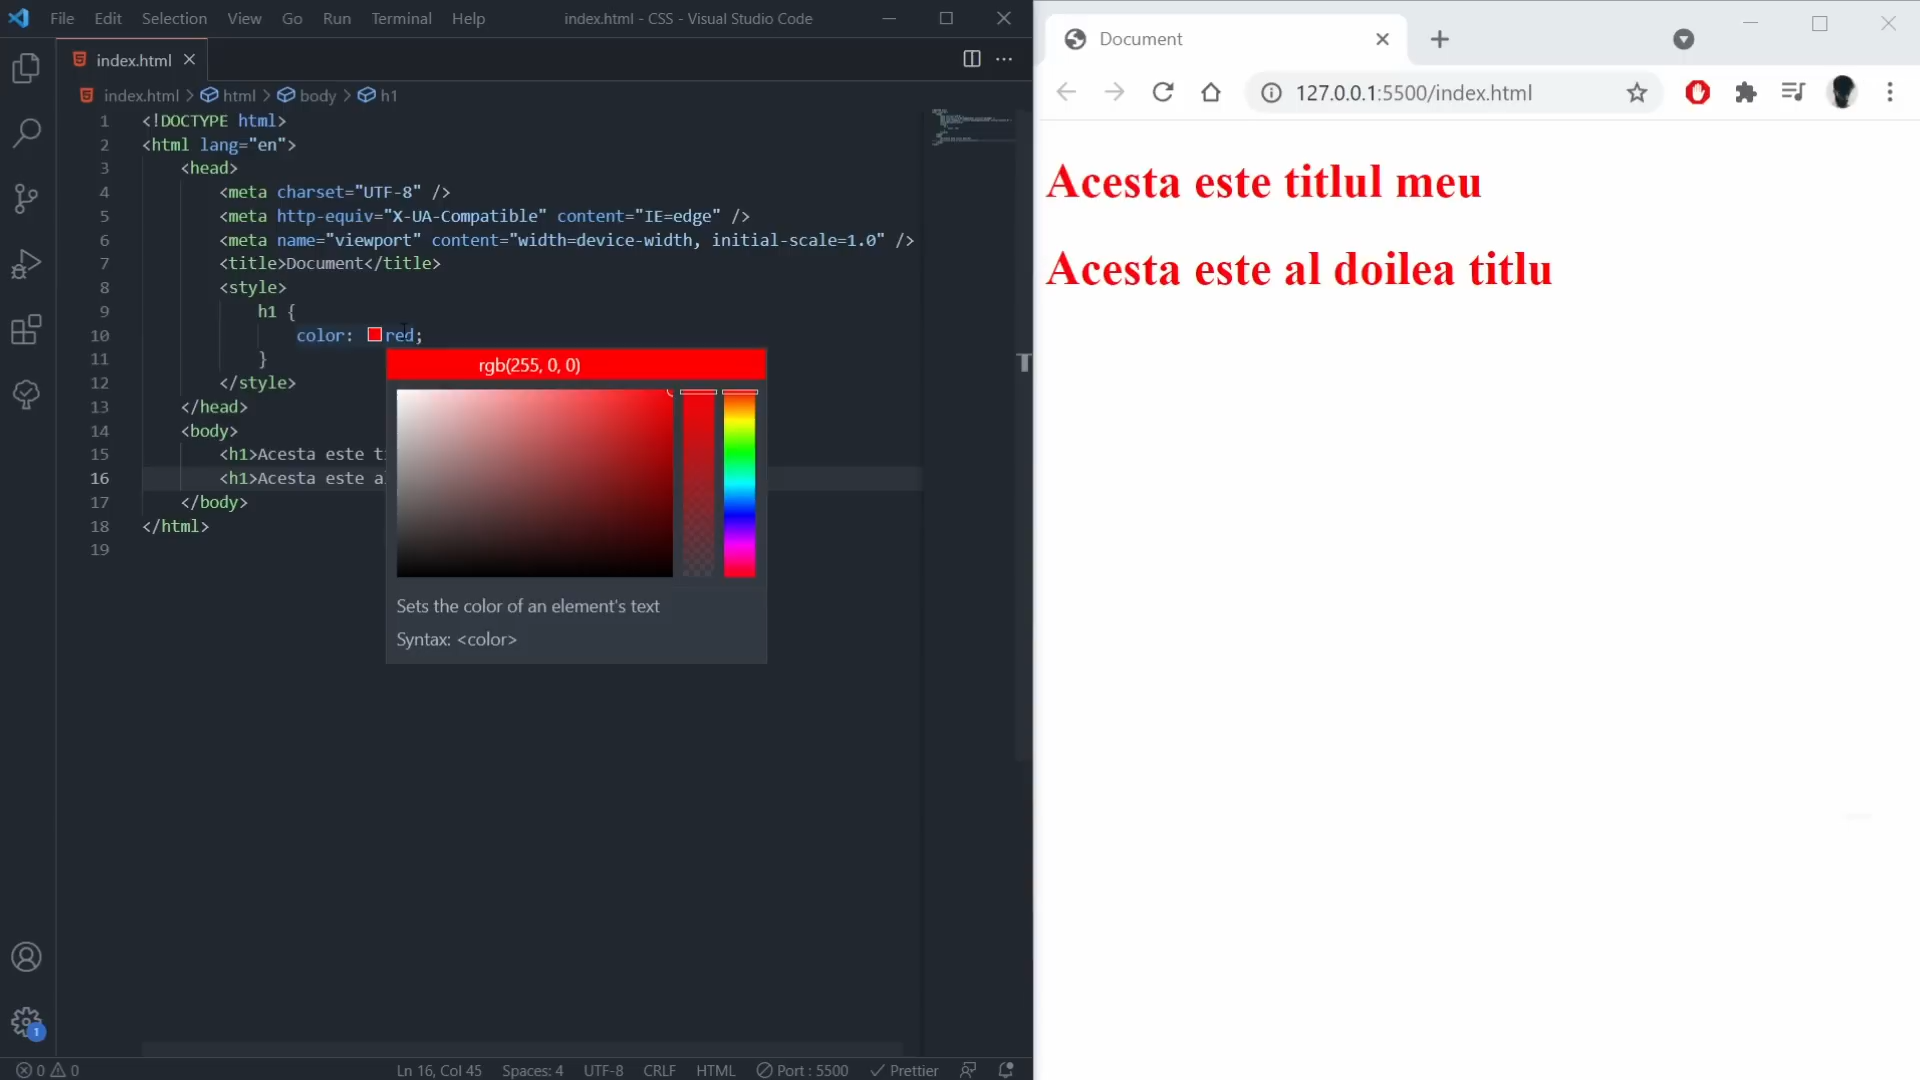 File Edit Selection View Go Run Terminal Help index.html - CSS - Visual Studio Code
index.html
index.html > html > body > h1
1 <!DOCTYPE html>
2 <html lang="en">
3 <head>
4 <meta charset="UTF-8" />
5 <meta http-equiv="X-UA-Compatible" content="IE=edge" />
6 <meta name="viewport" content="width=device-width, initial-scale=1.0" />
7 <title>Document</title>
8 <style>
9 h1 {
10 color: red;
11 }
12 </style>
13 </head>
14 <body>
15 <h1>Acesta este ti
16 <h1>Acesta este al
17 </body>
18 </html>
19
rgb(255, 0, 0)
Sets the color of an element's text
Syntax: <color>
1
0 0 Ln 16, Col 45 Spaces: 4 UTF-8 CRLF HTML Port : 5500 Prettier
Document
127.0.0.1:5500/index.html
Acesta este titlul meu
Acesta este al doilea titlu
T